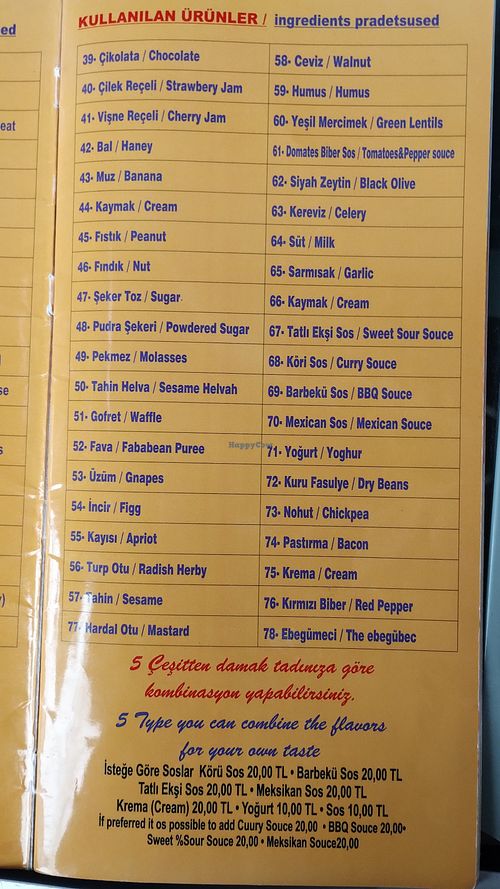 ed
eat
se
s
)
KULLANILAN ÜRÜNLER / ingredients pradetsused
39- Çikolata / Chocolate
40- Çilek Reçeli / Strawbery Jam
41- Vişne Reçeli / Cherry Jam
42- Bal / Haney
43- Muz / Banana
44- Kaymak / Cream
45- Fıstık / Peanut
46- Fındık / Nut
47- Şeker Toz / Sugar
48- Pudra Şekeri / Powdered Sugar
49- Pekmez / Molasses
50- Tahin Helva / Sesame Helvah
51- Gofret / Waffle
52- Fava / Fababean Puree
53- Üzüm / Gnapes
54- İncir / Figg
55- Kayısı / Apriot
56- Turp Otu / Radish Herby
57- Tahin / Sesame
77- Hardal Otu / Mastard
58- Ceviz / Walnut
59- Humus / Humus
60- Yeşil Mercimek / Green Lentils
61- Domates Biber Sos / Tomatoes&Pepper souce
62- Siyah Zeytin / Black Olive
63- Kereviz / Celery
64- Süt / Milk
65- Sarmısak / Garlic
66- Kaymak / Cream
67- Tatlı Ekşi Sos / Sweet Sour Souce
68- Köri Sos / Curry Souce
69- Barbekü Sos / BBQ Souce
70- Mexican Sos / Mexican Souce
71- Yoğurt / Yoghur
72- Kuru Fasulye / Dry Beans
73- Nohut / Chickpea
74- Pastırma / Bacon
75- Krema / Cream
76- Kırmızı Biber / Red Pepper
78- Ebegümeci / The ebegübec
HappyCow
5 Çeşitten damak tadınıza göre
kombinasyon yapabilirsiniz.
5 Type you can combine the flavors
for your own taste
İsteğe Göre Soslar Körü Sos 20,00 TL • Barbekü Sos 20,00 TL
Tatlı Ekşi Sos 20,00 TL • Meksikan Sos 20,00 TL
Krema (Cream) 20,00 TL • Yoğurt 10,00 TL • Sos 10,00 TL
İf preferred it os possible to add Cuury Souce 20,00 • BBQ Souce 20,00•
Sweet %Sour Souce 20,00 • Meksikan Souce20,00